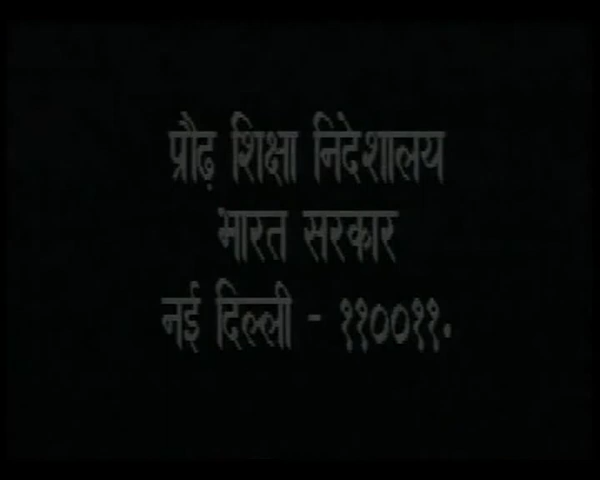 प्रौढ़ शिक्षा निदेशालय
भारत सरकार
नई दिल्ली - ११००११.